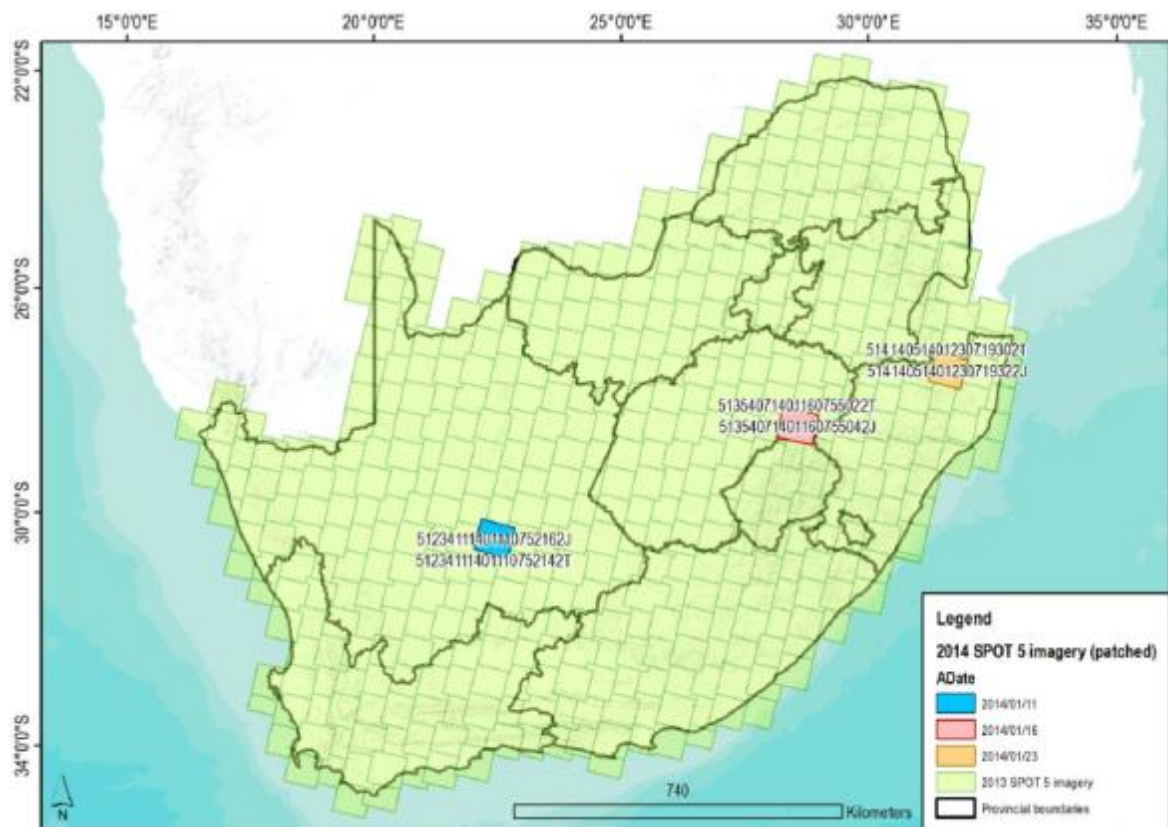 15°0'0"E 20°0'0"E 25°0'0"E 30°0'0"E 35°0'0"E
22°0'0"S
26°0'0"S
30°0'0"S
34°0'0"S
51414051401230719302T
51414051401230719322J
51354071401160755022T
51354071401160755042J
51234111401110752162J
51234111401110752142T
N
740
Kilometers
Legend
2014 SPOT 5 imagery (patched)
ADate
2014/01/11
2014/01/16
2014/01/23
2013 SPOT 5 imagery
Provincial boundaries